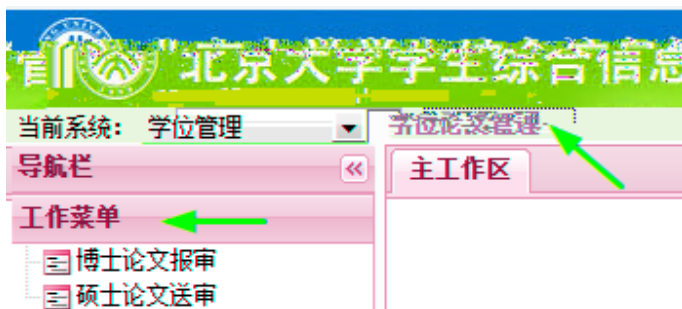 北京大学学生综合信息
当前系统： 学位管理 学位论文管理
导航栏 主工作区
工作菜单
博士论文报审
硕士论文送审